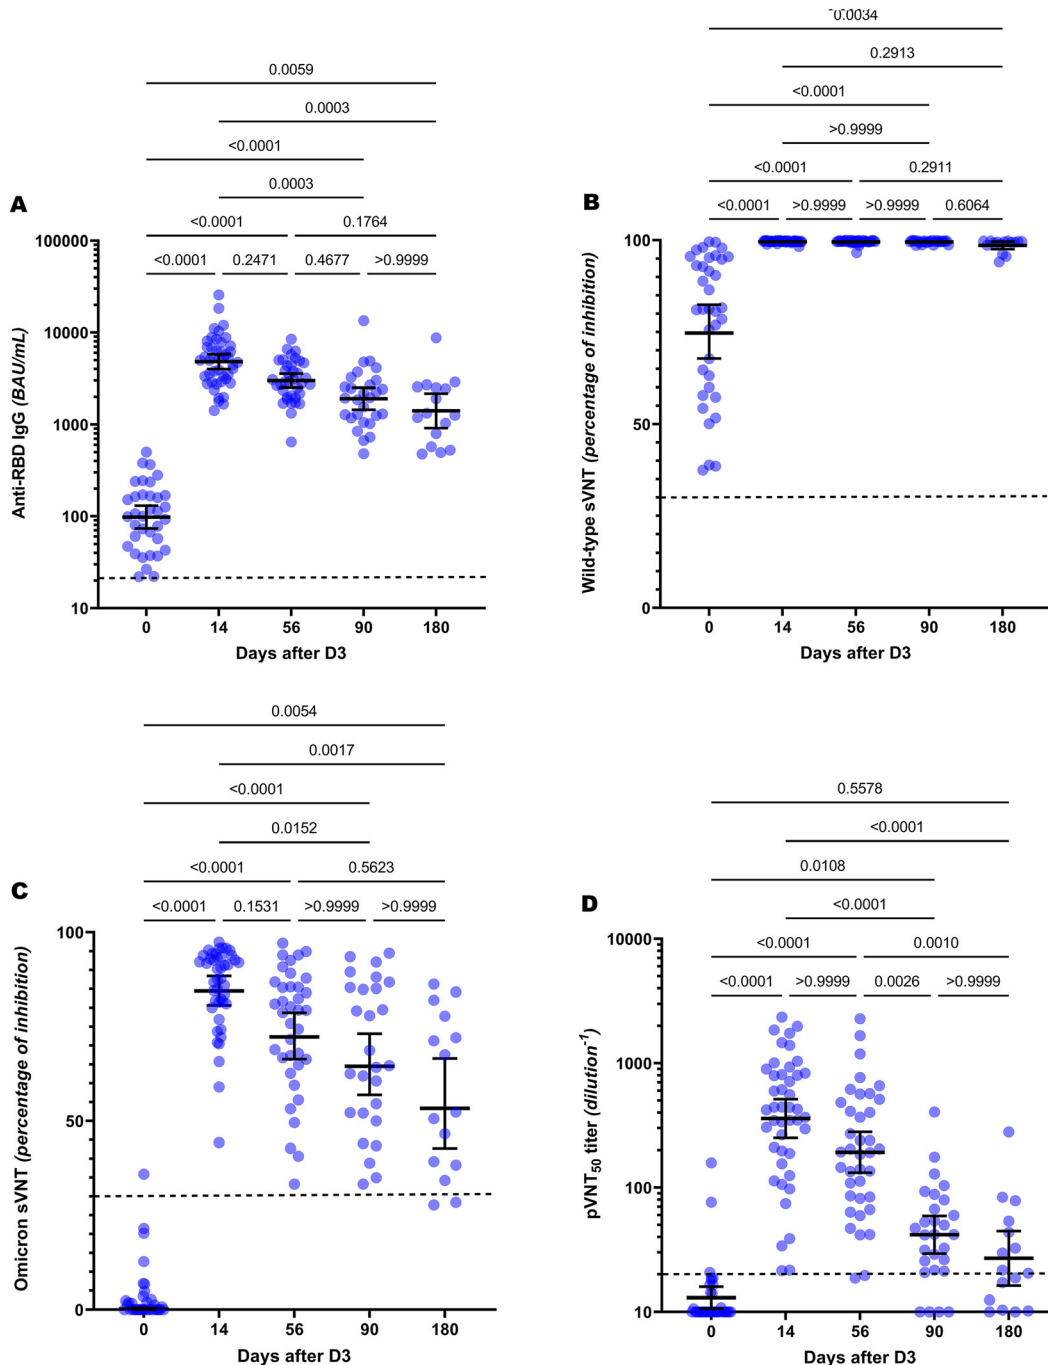 0.0059
0.0003
<0.0001
0.0003
<0.0001 0.1764
<0.0001 0.2471 0.4677 >0.9999
A
Anti-RBD IgG (BAU/mL)
100000
10000
1000
100
10
0 14 56 90 180
Days after D3
0.0034
0.2913
<0.0001
>0.9999
<0.0001 0.2911
<0.0001 >0.9999 >0.9999 0.6064
B
Wild-type sVNT (percentage of inhibition)
100
50
0
0 14 56 90 180
Days after D3
0.0054
0.0017
<0.0001
0.0152
<0.0001 0.5623
<0.0001 0.1531 >0.9999 >0.9999
C
Omicron sVNT (percentage of inhibition)
100
50
0
0 14 56 90 180
Days after D3
0.5578
<0.0001
0.0108
<0.0001
<0.0001 0.0010
<0.0001 >0.9999 0.0026 >0.9999
D
pVNT50 titer (dilution-1)
10000
1000
100
10
0 14 56 90 180
Days after D3